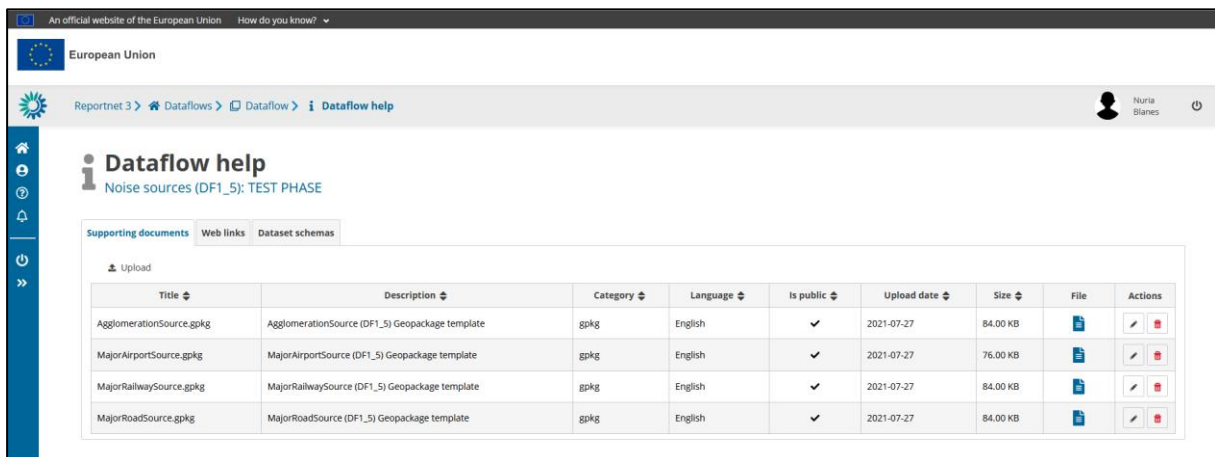 An official website of the European Union How do you know?
European Union
Reportnet 3 Dataflows Dataflow Dataflow help
Nuria
Blanes
Dataflow help
Noise sources (DF1_5): TEST PHASE
Supporting documents Web links Dataset schemas
Upload
Title Description Category Language Is public Upload date Size File Actions
AgglomerationSource.gpkg AgglomerationSource (DF1_5) Geopackage template gpkg English 2021-07-27 84.00 KB
MajorAirportSource.gpkg MajorAirportSource (DF1_5) Geopackage template gpkg English 2021-07-27 76.00 KB
MajorRailwaySource.gpkg MajorRailwaySource (DF1_5) Geopackage template gpkg English 2021-07-27 84.00 KB
MajorRoadSource.gpkg MajorRoadSource (DF1_5) Geopackage template gpkg English 2021-07-27 84.00 KB